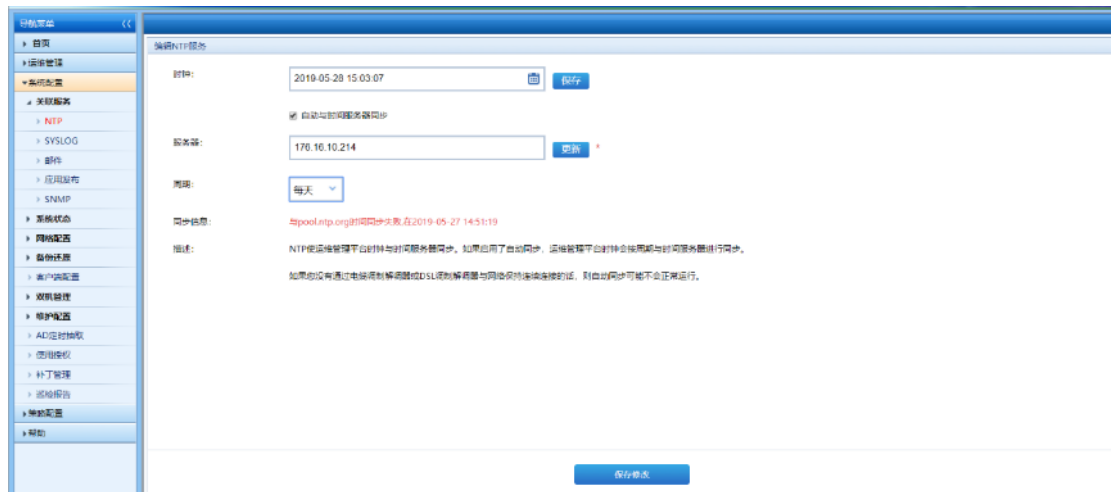 导航菜单
首页
运维管理
系统配置
关联服务
NTP
SYSLOG
邮件
应用发布
SNMP
系统状态
网络配置
备份还原
客户端配置
双机管理
维护配置
AD定时抽取
使用授权
补丁管理
巡检报告
策略配置
帮助
编辑NTP服务
时钟:
2019-05-28 15:03:07
保存
自动与时间服务器同步
服务器:
176.16.10.214
更新 *
周期:
每天
同步信息:
与pool.ntp.org时间同步失败,在2019-05-27 14:51:19
描述:
NTP使运维管理平台时钟与时间服务器同步。如果启用了自动同步，运维管理平台时钟会按周期与时间服务器进行同步。
如果您没有通过电缆调制解调器或DSL调制解调器与网络保持连续连接的话，则自动同步可能不会正常运行。
保存修改